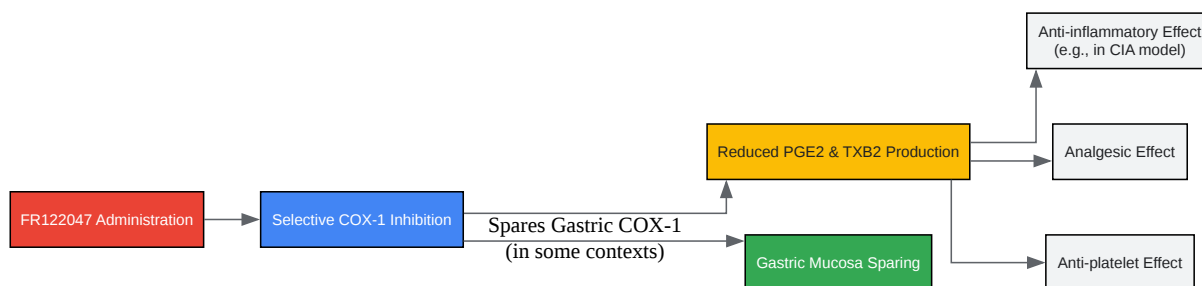 FR122047 Administration
Selective COX-1 Inhibition
Spares Gastric COX-1
(in some contexts)
Reduced PGE2 & TXB2 Production
Gastric Mucosa Sparing
Anti-inflammatory Effect
(e.g., in CIA model)
Analgesic Effect
Anti-platelet Effect